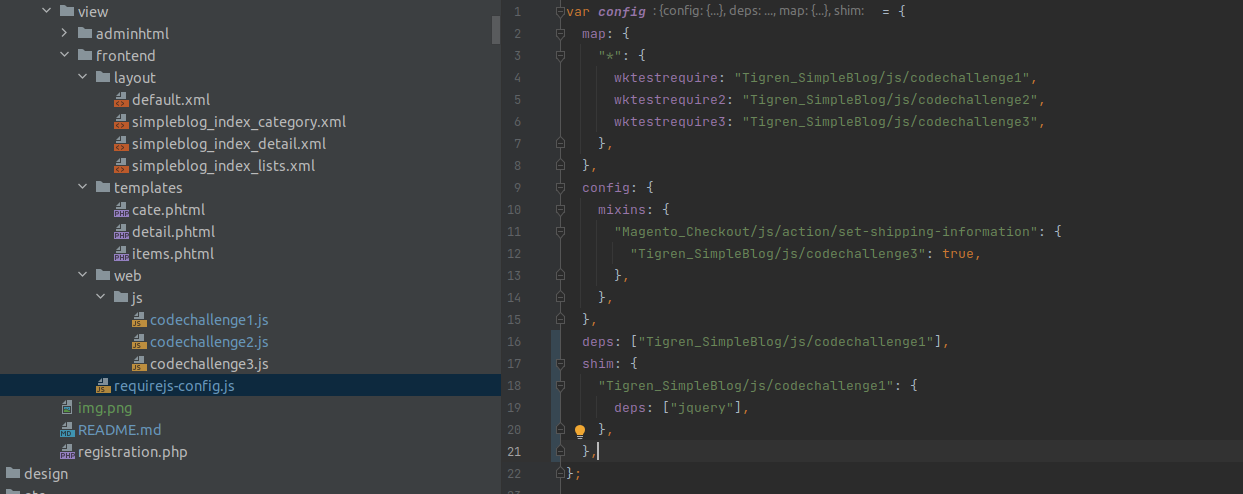 view
adminhtml
frontend
layout
default.xml
simpleblog_index_category.xml
simpleblog_index_detail.xml
simpleblog_index_lists.xml
templates
cate.phtml
detail.phtml
items.phtml
web
js
codechallenge1.js
codechallenge2.js
codechallenge3.js
requirejs-config.js
img.png
README.md
registration.php
design
1 var config : {config: {...}, deps: ..., map: {...}, shim: = {
2 map: {
3 "*": {
4 wktestrequire: "Tigren_SimpleBlog/js/codechallenge1",
5 wktestrequire2: "Tigren_SimpleBlog/js/codechallenge2",
6 wktestrequire3: "Tigren_SimpleBlog/js/codechallenge3",
7 },
8 },
9 config: {
10 mixins: {
11 "Magento_Checkout/js/action/set-shipping-information": {
12 "Tigren_SimpleBlog/js/codechallenge3": true,
13 },
14 },
15 },
16 deps: ["Tigren_SimpleBlog/js/codechallenge1"],
17 shim: {
18 "Tigren_SimpleBlog/js/codechallenge1": {
19 deps: ["jquery"],
20 },
21 },
22 };